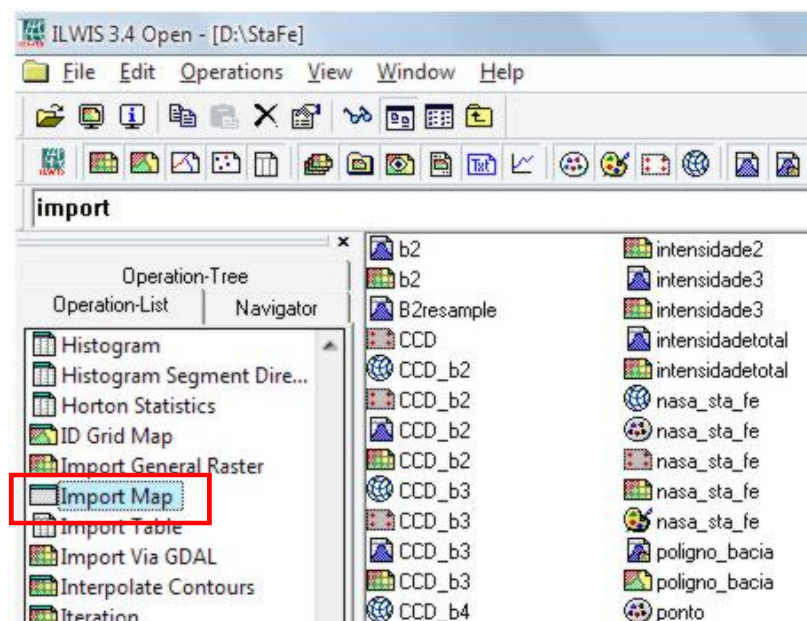 ILWIS 3.4 Open - [D:\StaFe]
File Edit Operations View Window Help
ILWIS
Txt
import
Operation-Tree
Operation-List Navigator
Histogram
Histogram Segment Dire...
Horton Statistics
ID Grid Map
Import General Raster
Import Map
Import Table
Import Via GDAL
Interpolate Contours
Iteration
b2
b2
B2resample
CCD
CCD_b2
CCD_b2
CCD_b2
CCD_b2
CCD_b3
CCD_b3
CCD_b3
CCD_b3
CCD_b4
intensidade2
intensidade3
intensidade3
intensidadetotal
intensidadetotal
nasa_sta_fe
nasa_sta_fe
nasa_sta_fe
nasa_sta_fe
nasa_sta_fe
poligno_bacia
poligno_bacia
ponto